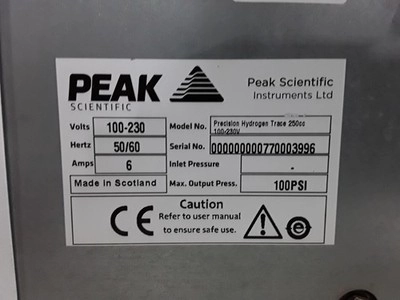 PEAK
SCIENTIFIC
Peak Scientific
Instruments Ltd
Volts 100-230
Hertz 50/60
Amps 6
Made in Scotland
Model No. Precision Hydrogen Trace 250cc
100-230V
Serial No. 000000000770003996
Inlet Pressure -
Max. Output Press. 100PSI
CE
Caution
Refer to user manual
to ensure safe use.
!
e